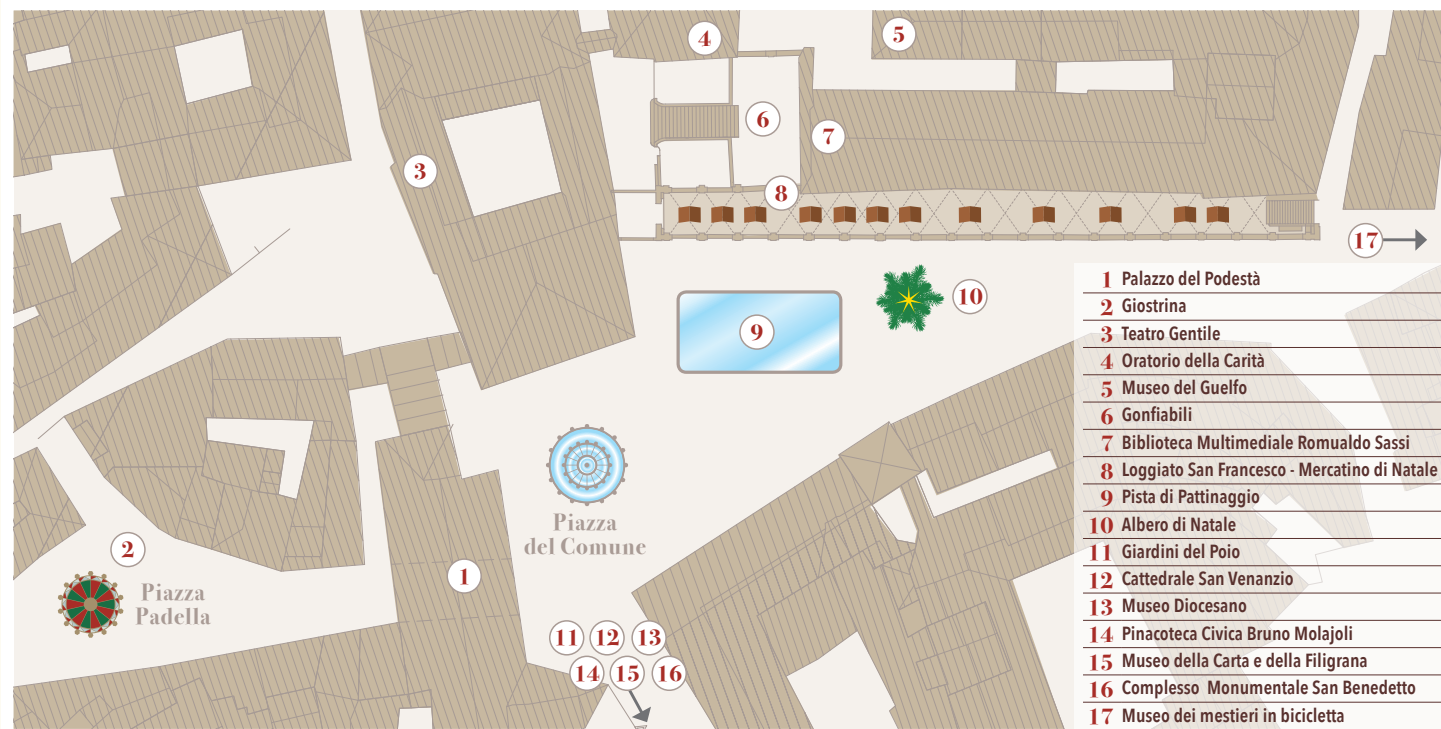 4
5
6
7
3
8
17
10
9
Piazza
del Comune
2
Piazza
Padella
1
11 12 13
14 15 16
1 Palazzo del Podestà
2 Giostrina
3 Teatro Gentile
4 Oratorio della Carità
5 Museo del Guelfo
6 Gonfiabili
7 Biblioteca Multimediale Romualdo Sassi
8 Loggiato San Francesco - Mercatino di Natale
9 Pista di Pattinaggio
10 Albero di Natale
11 Giardini del Poio
12 Cattedrale San Venanzio
13 Museo Diocesano
14 Pinacoteca Civica Bruno Molajoli
15 Museo della Carta e della Filigrana
16 Complesso Monumentale San Benedetto
17 Museo dei mestieri in bicicletta